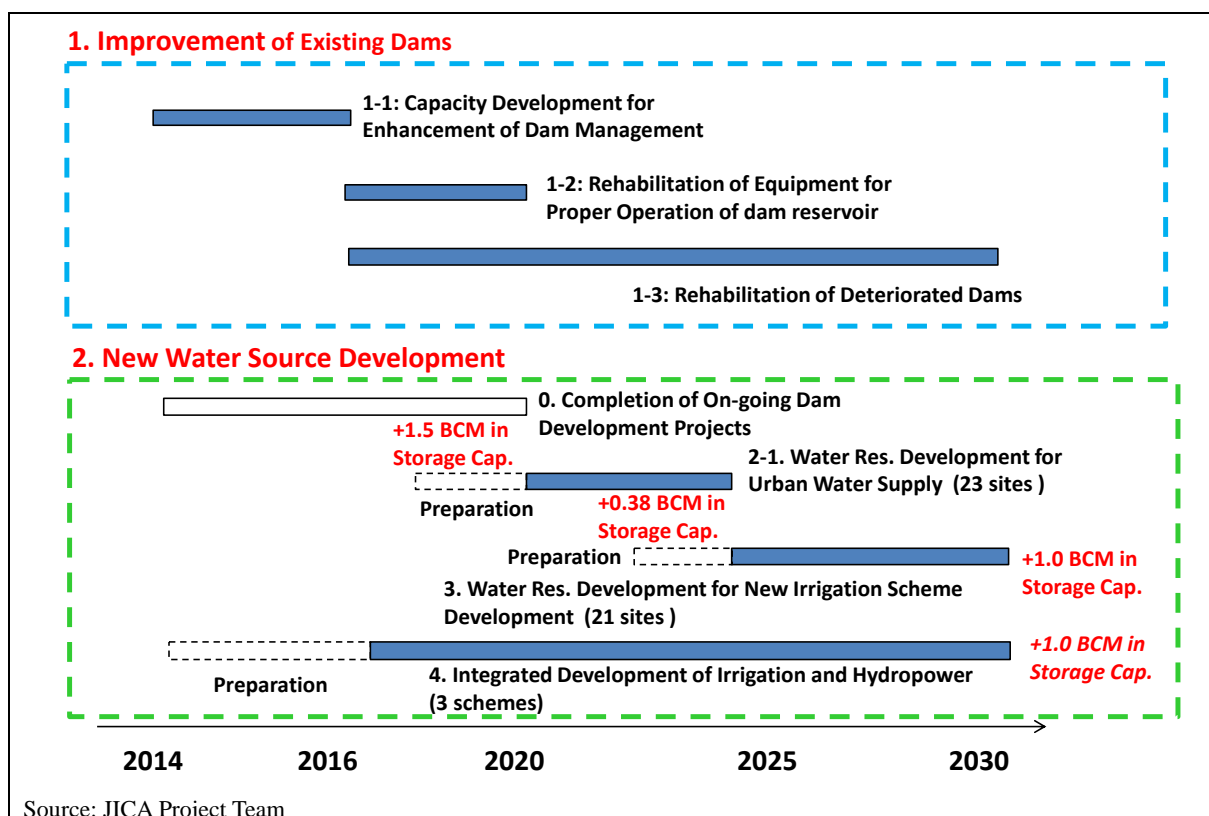 1. Improvement of Existing Dams
1-1: Capacity Development for
Enhancement of Dam Management
1-2: Rehabilitation of Equipment for
Proper Operation of dam reservoir
1-3: Rehabilitation of Deteriorated Dams
2. New Water Source Development
0. Completion of On-going Dam
Development Projects
+1.5 BCM in
Storage Cap.
2-1. Water Res. Development for
Urban Water Supply (23 sites )
Preparation
+0.38 BCM in
Storage Cap.
Preparation
+1.0 BCM in
Storage Cap.
3. Water Res. Development for New Irrigation Scheme
Development (21 sites )
+1.0 BCM in
Storage Cap.
Preparation
4. Integrated Development of Irrigation and Hydropower
(3 schemes)
2014 2016 2020 2025 2030
Source: JICA Project Team